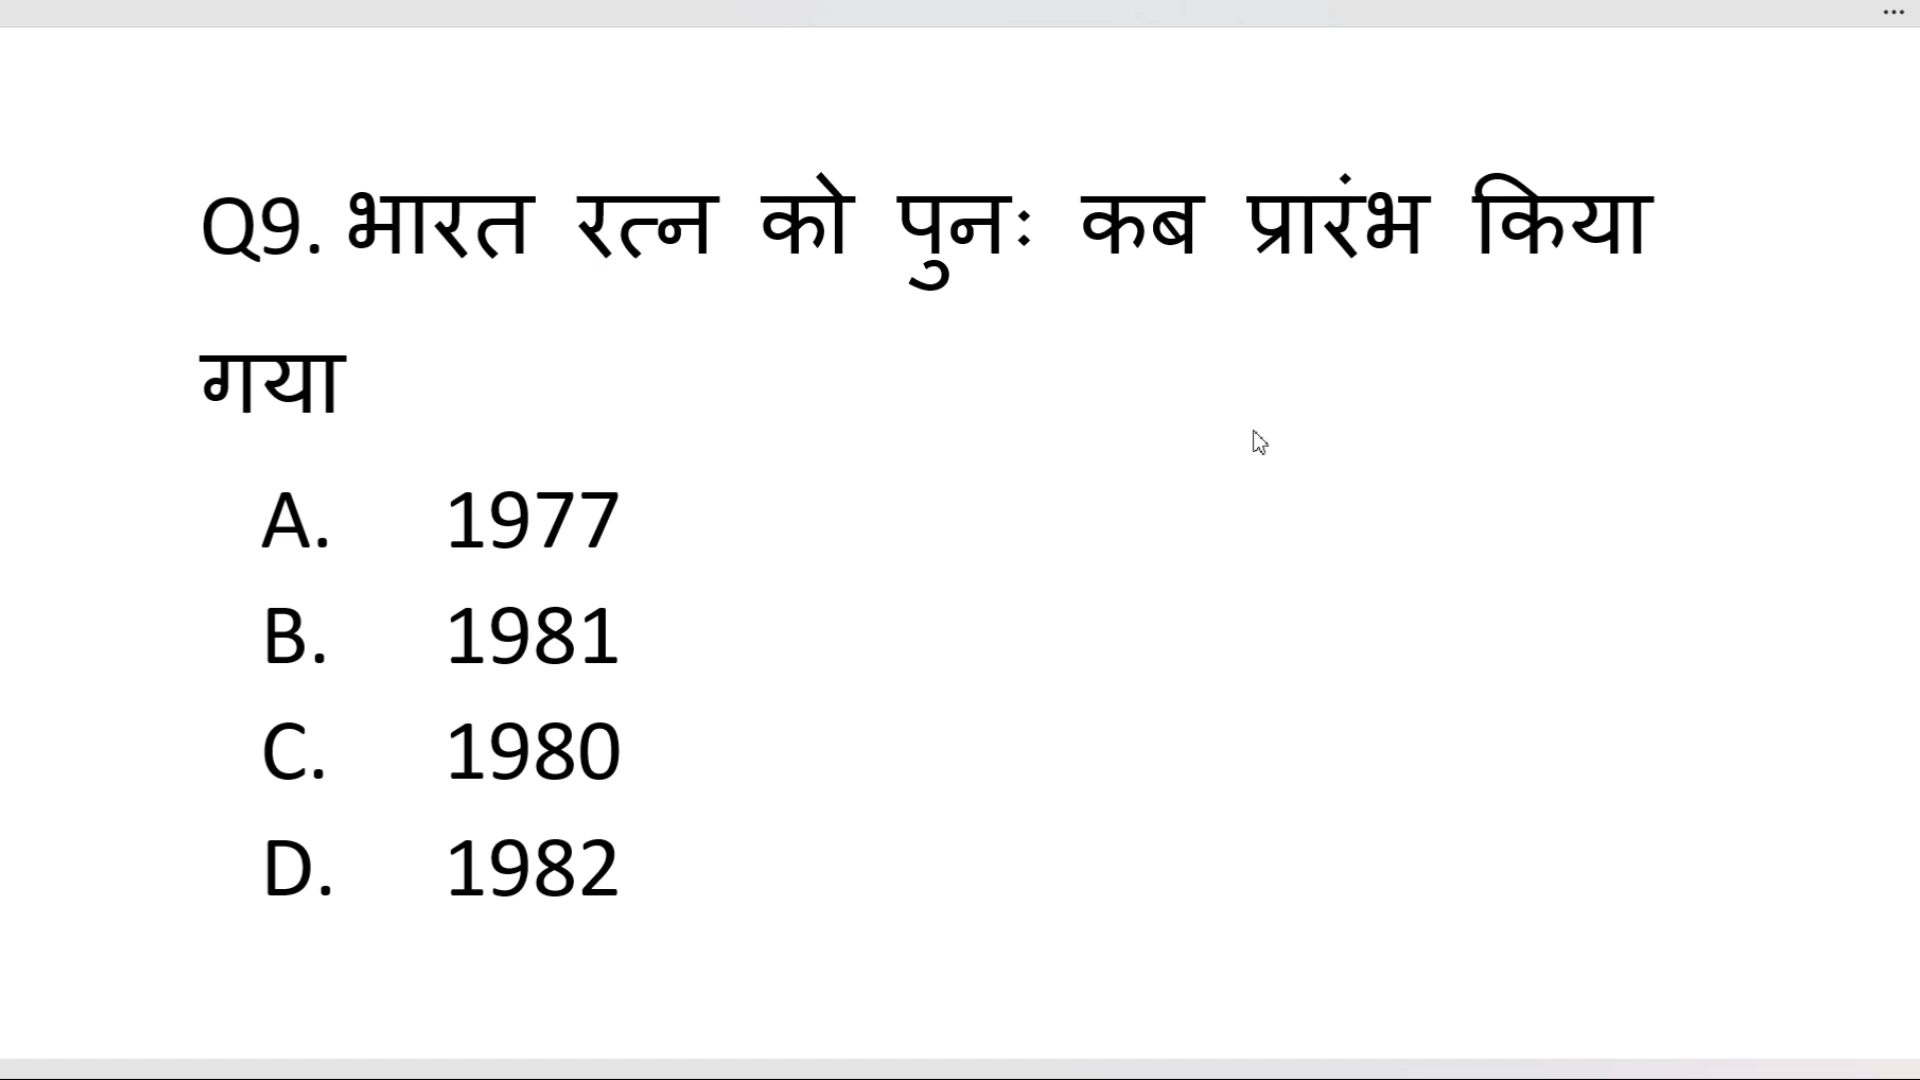 Q9. भारत रत्न को पुनः कब प्रारंभ किया
गया
A. 1977
B. 1981
C. 1980
D. 1982